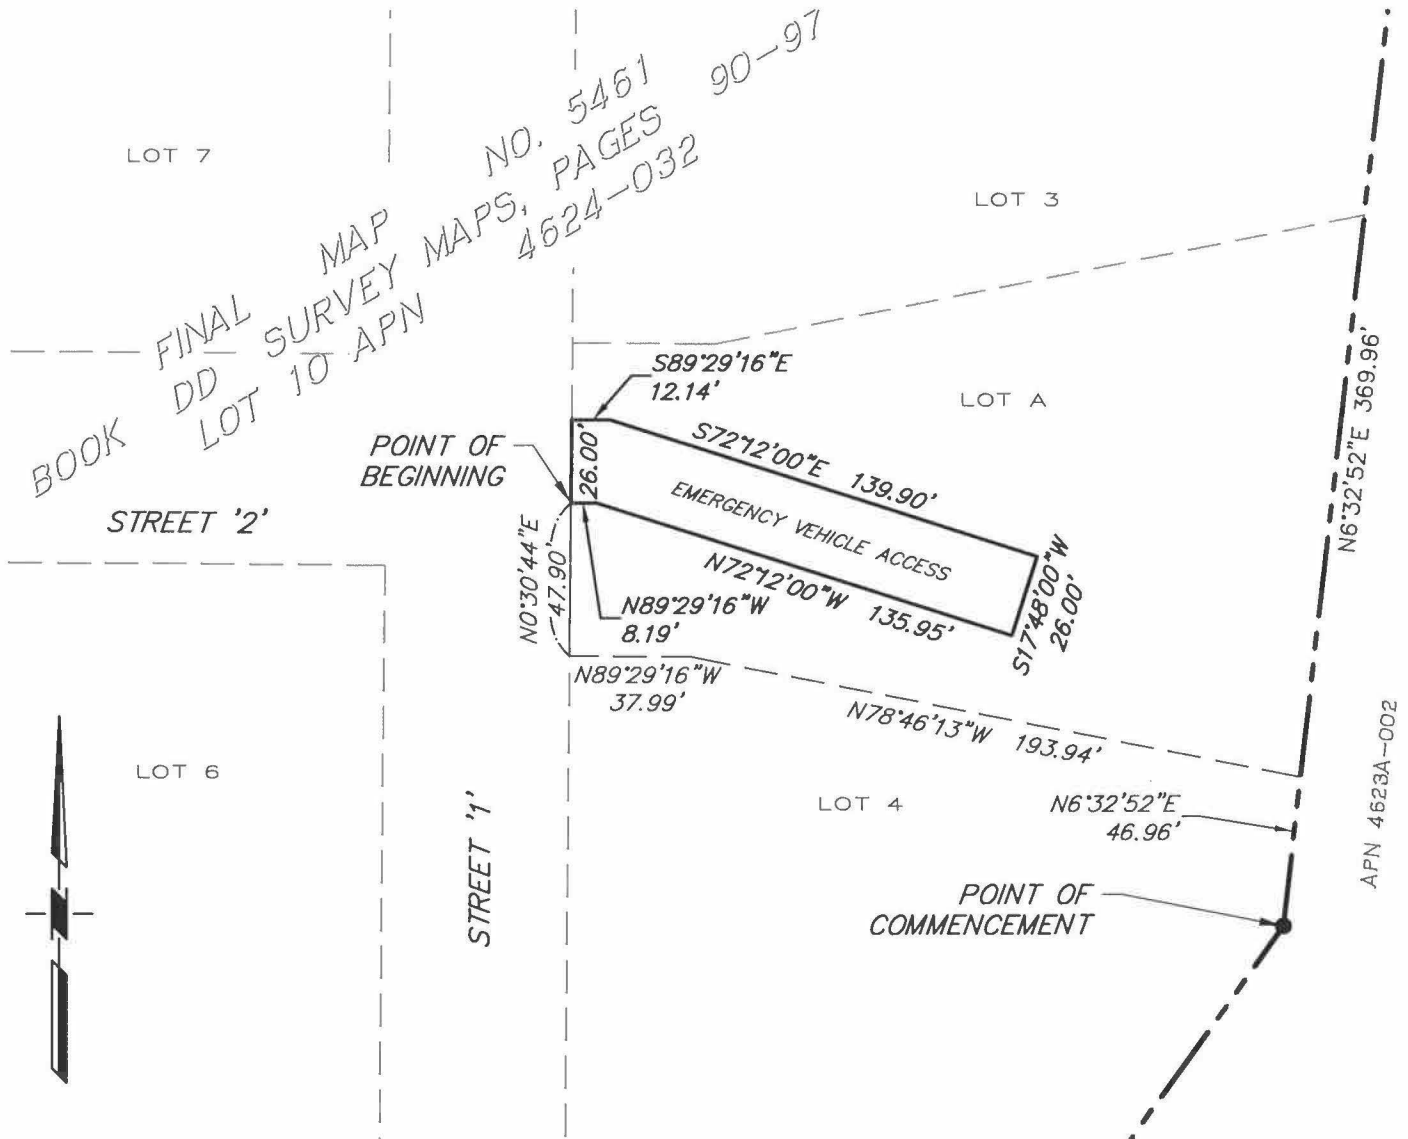 LOT 7
FINAL MAP NO. 5461
BOOK DD SURVEY MAPS, PAGES 90-97
LOT 10 APN 4624-032
LOT 3
S89°29'16"E
12.14'
LOT A
N6°32'52"E 369.96'
POINT OF
BEGINNING
26.00'
S72°12'00"E 139.90'
EMERGENCY VEHICLE ACCESS
STREET '2'
N0°30'44"E
47.90'
N72°12'00"W 135.95'
S17°48'00"W
26.00'
N89°29'16"W
8.19'
N89°29'16"W
37.99'
N78°46'13"W 193.94'
LOT 6
STREET '1'
LOT 4
N6°32'52"E
46.96'
APN 4623A-002
POINT OF
COMMENCEMENT